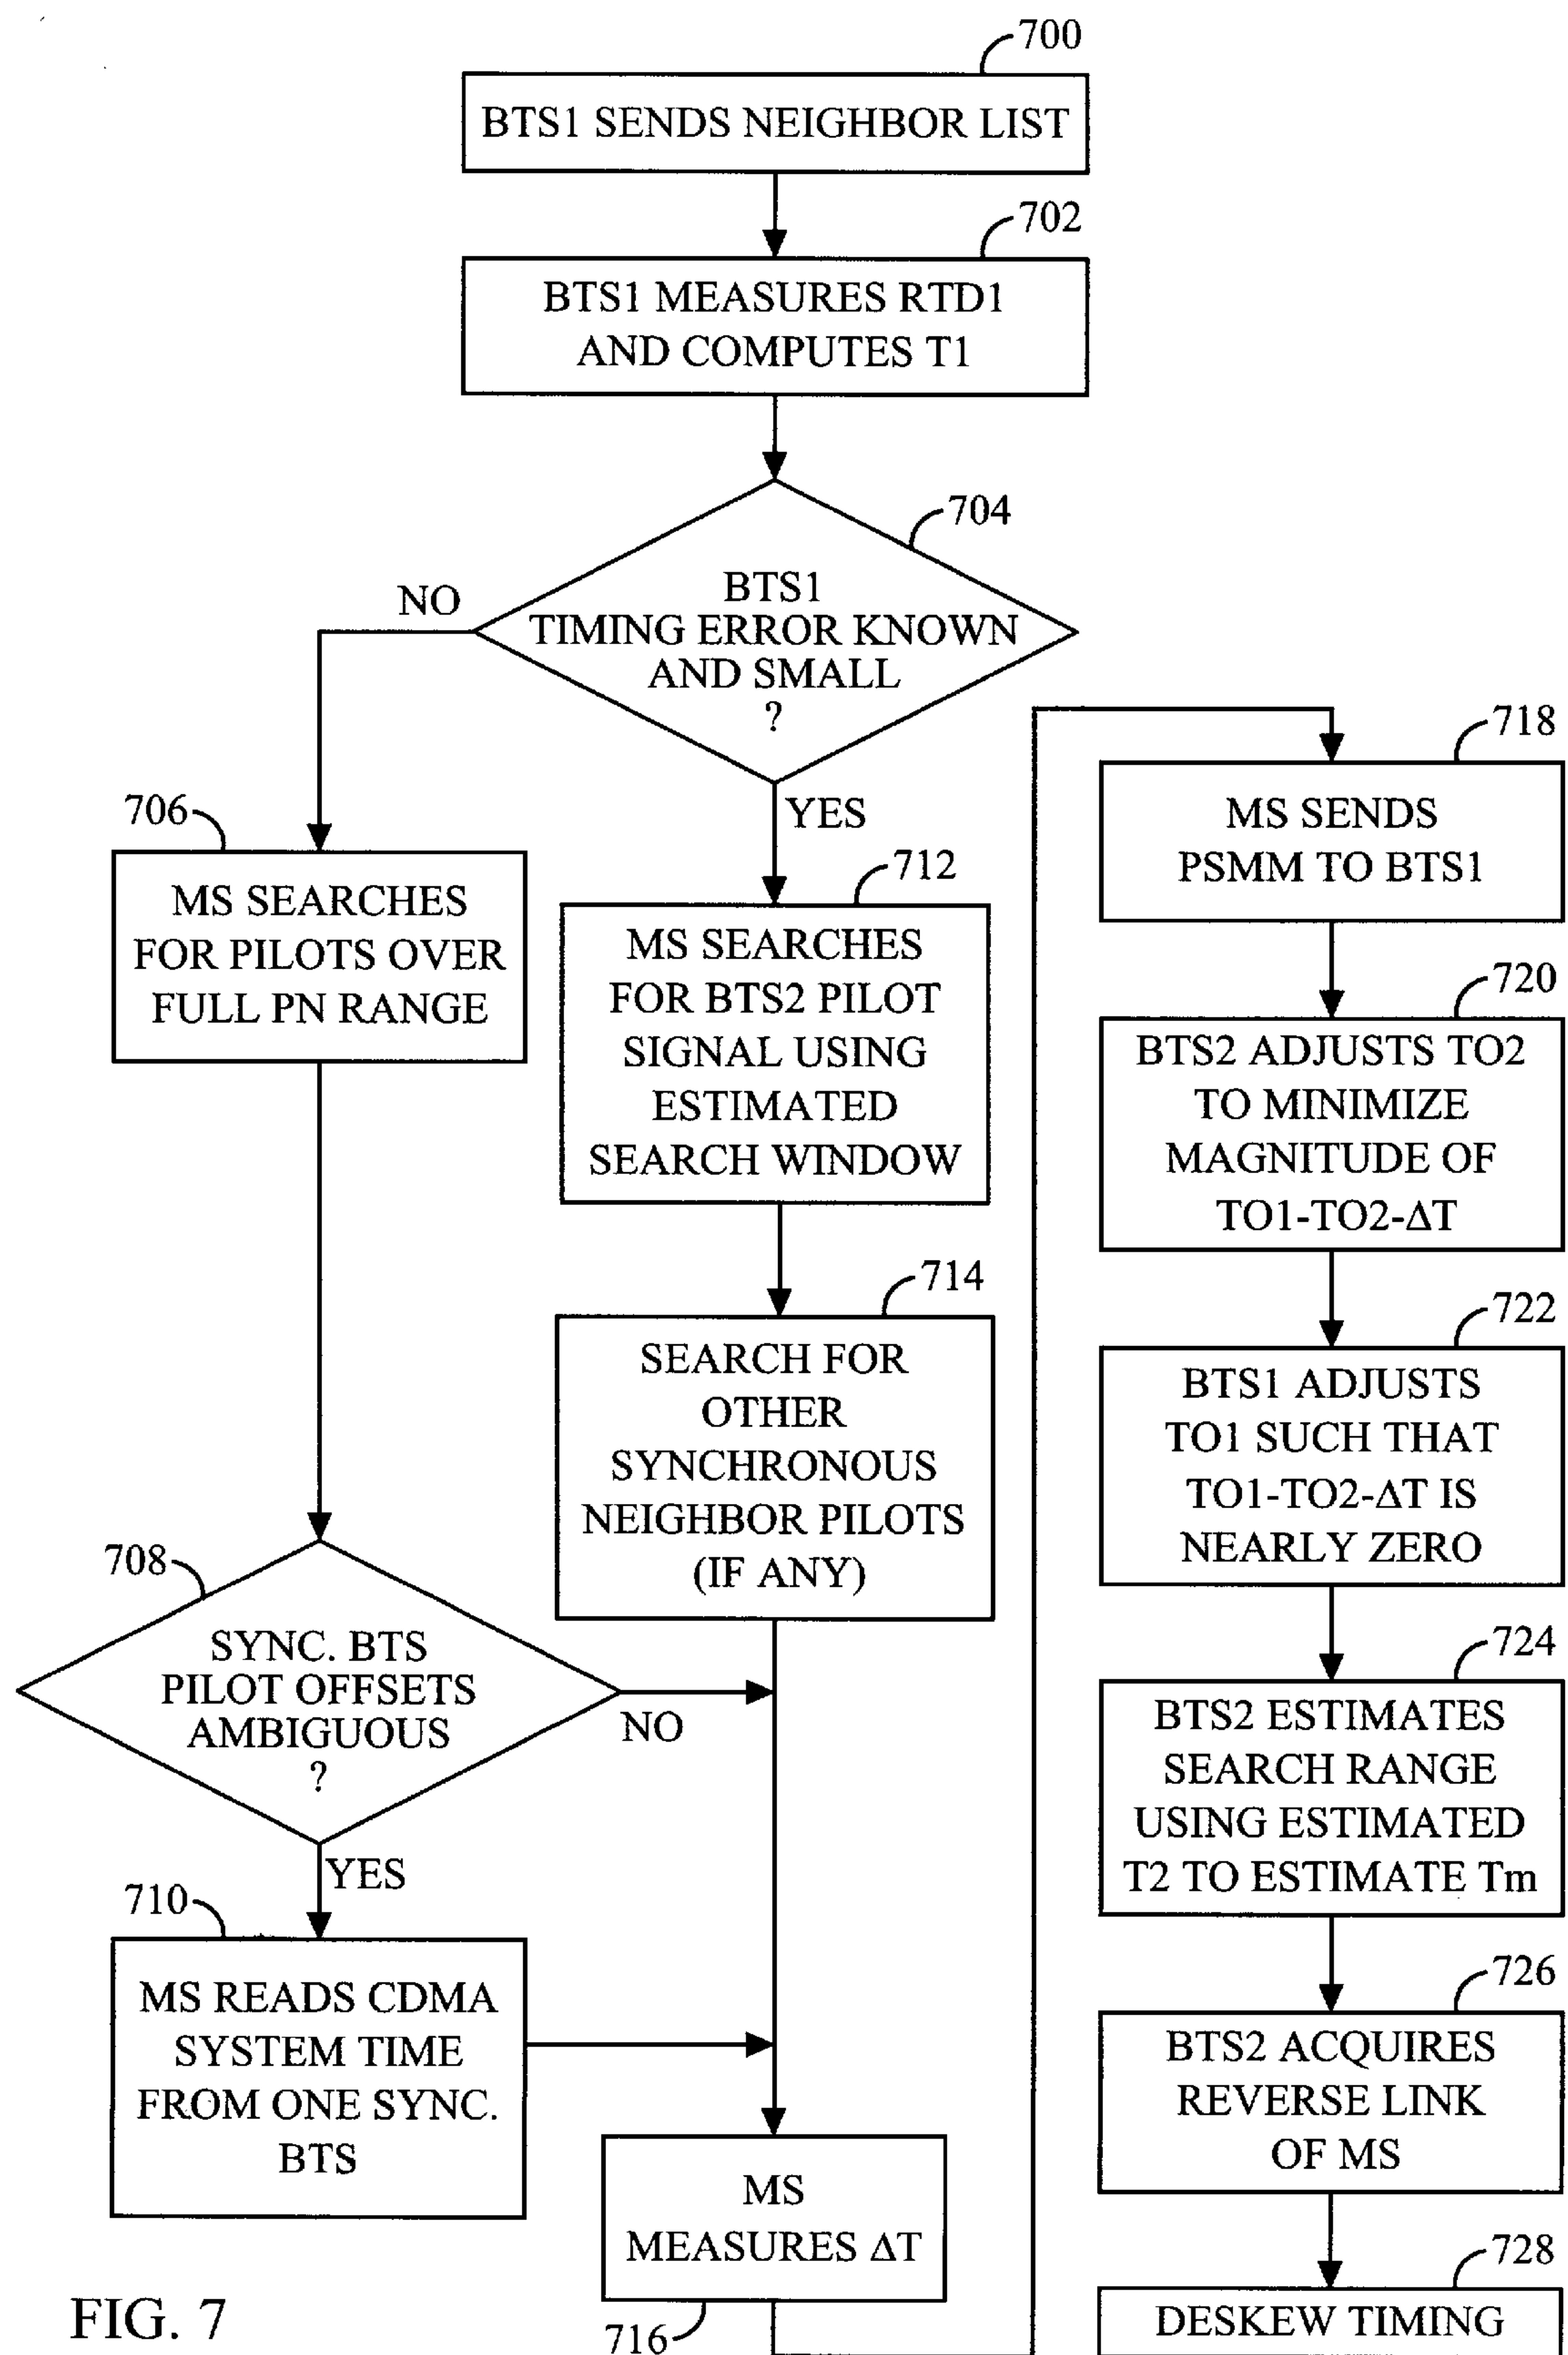 700
BTS1 SENDS NEIGHBOR LIST
702
BTS1 MEASURES RTD1
AND COMPUTES T1
704
BTS1
TIMING ERROR KNOWN
AND SMALL
?
NO
YES
706
MS SEARCHES
FOR PILOTS OVER
FULL PN RANGE
708
SYNC. BTS
PILOT OFFSETS
AMBIGUOUS
?
NO
YES
710
MS READS CDMA
SYSTEM TIME
FROM ONE SYNC.
BTS
712
MS SEARCHES
FOR BTS2 PILOT
SIGNAL USING
ESTIMATED
SEARCH WINDOW
714
SEARCH FOR
OTHER
SYNCHRONOUS
NEIGHBOR PILOTS
(IF ANY)
MS
MEASURES ΔT
716
718
MS SENDS
PSMM TO BTS1
720
BTS2 ADJUSTS TO2
TO MINIMIZE
MAGNITUDE OF
TO1-TO2-ΔT
722
BTS1 ADJUSTS
TO1 SUCH THAT
TO1-TO2-ΔT IS
NEARLY ZERO
724
BTS2 ESTIMATES
SEARCH RANGE
USING ESTIMATED
T2 TO ESTIMATE Tm
726
BTS2 ACQUIRES
REVERSE LINK
OF MS
728
DESKEW TIMING
FIG. 7